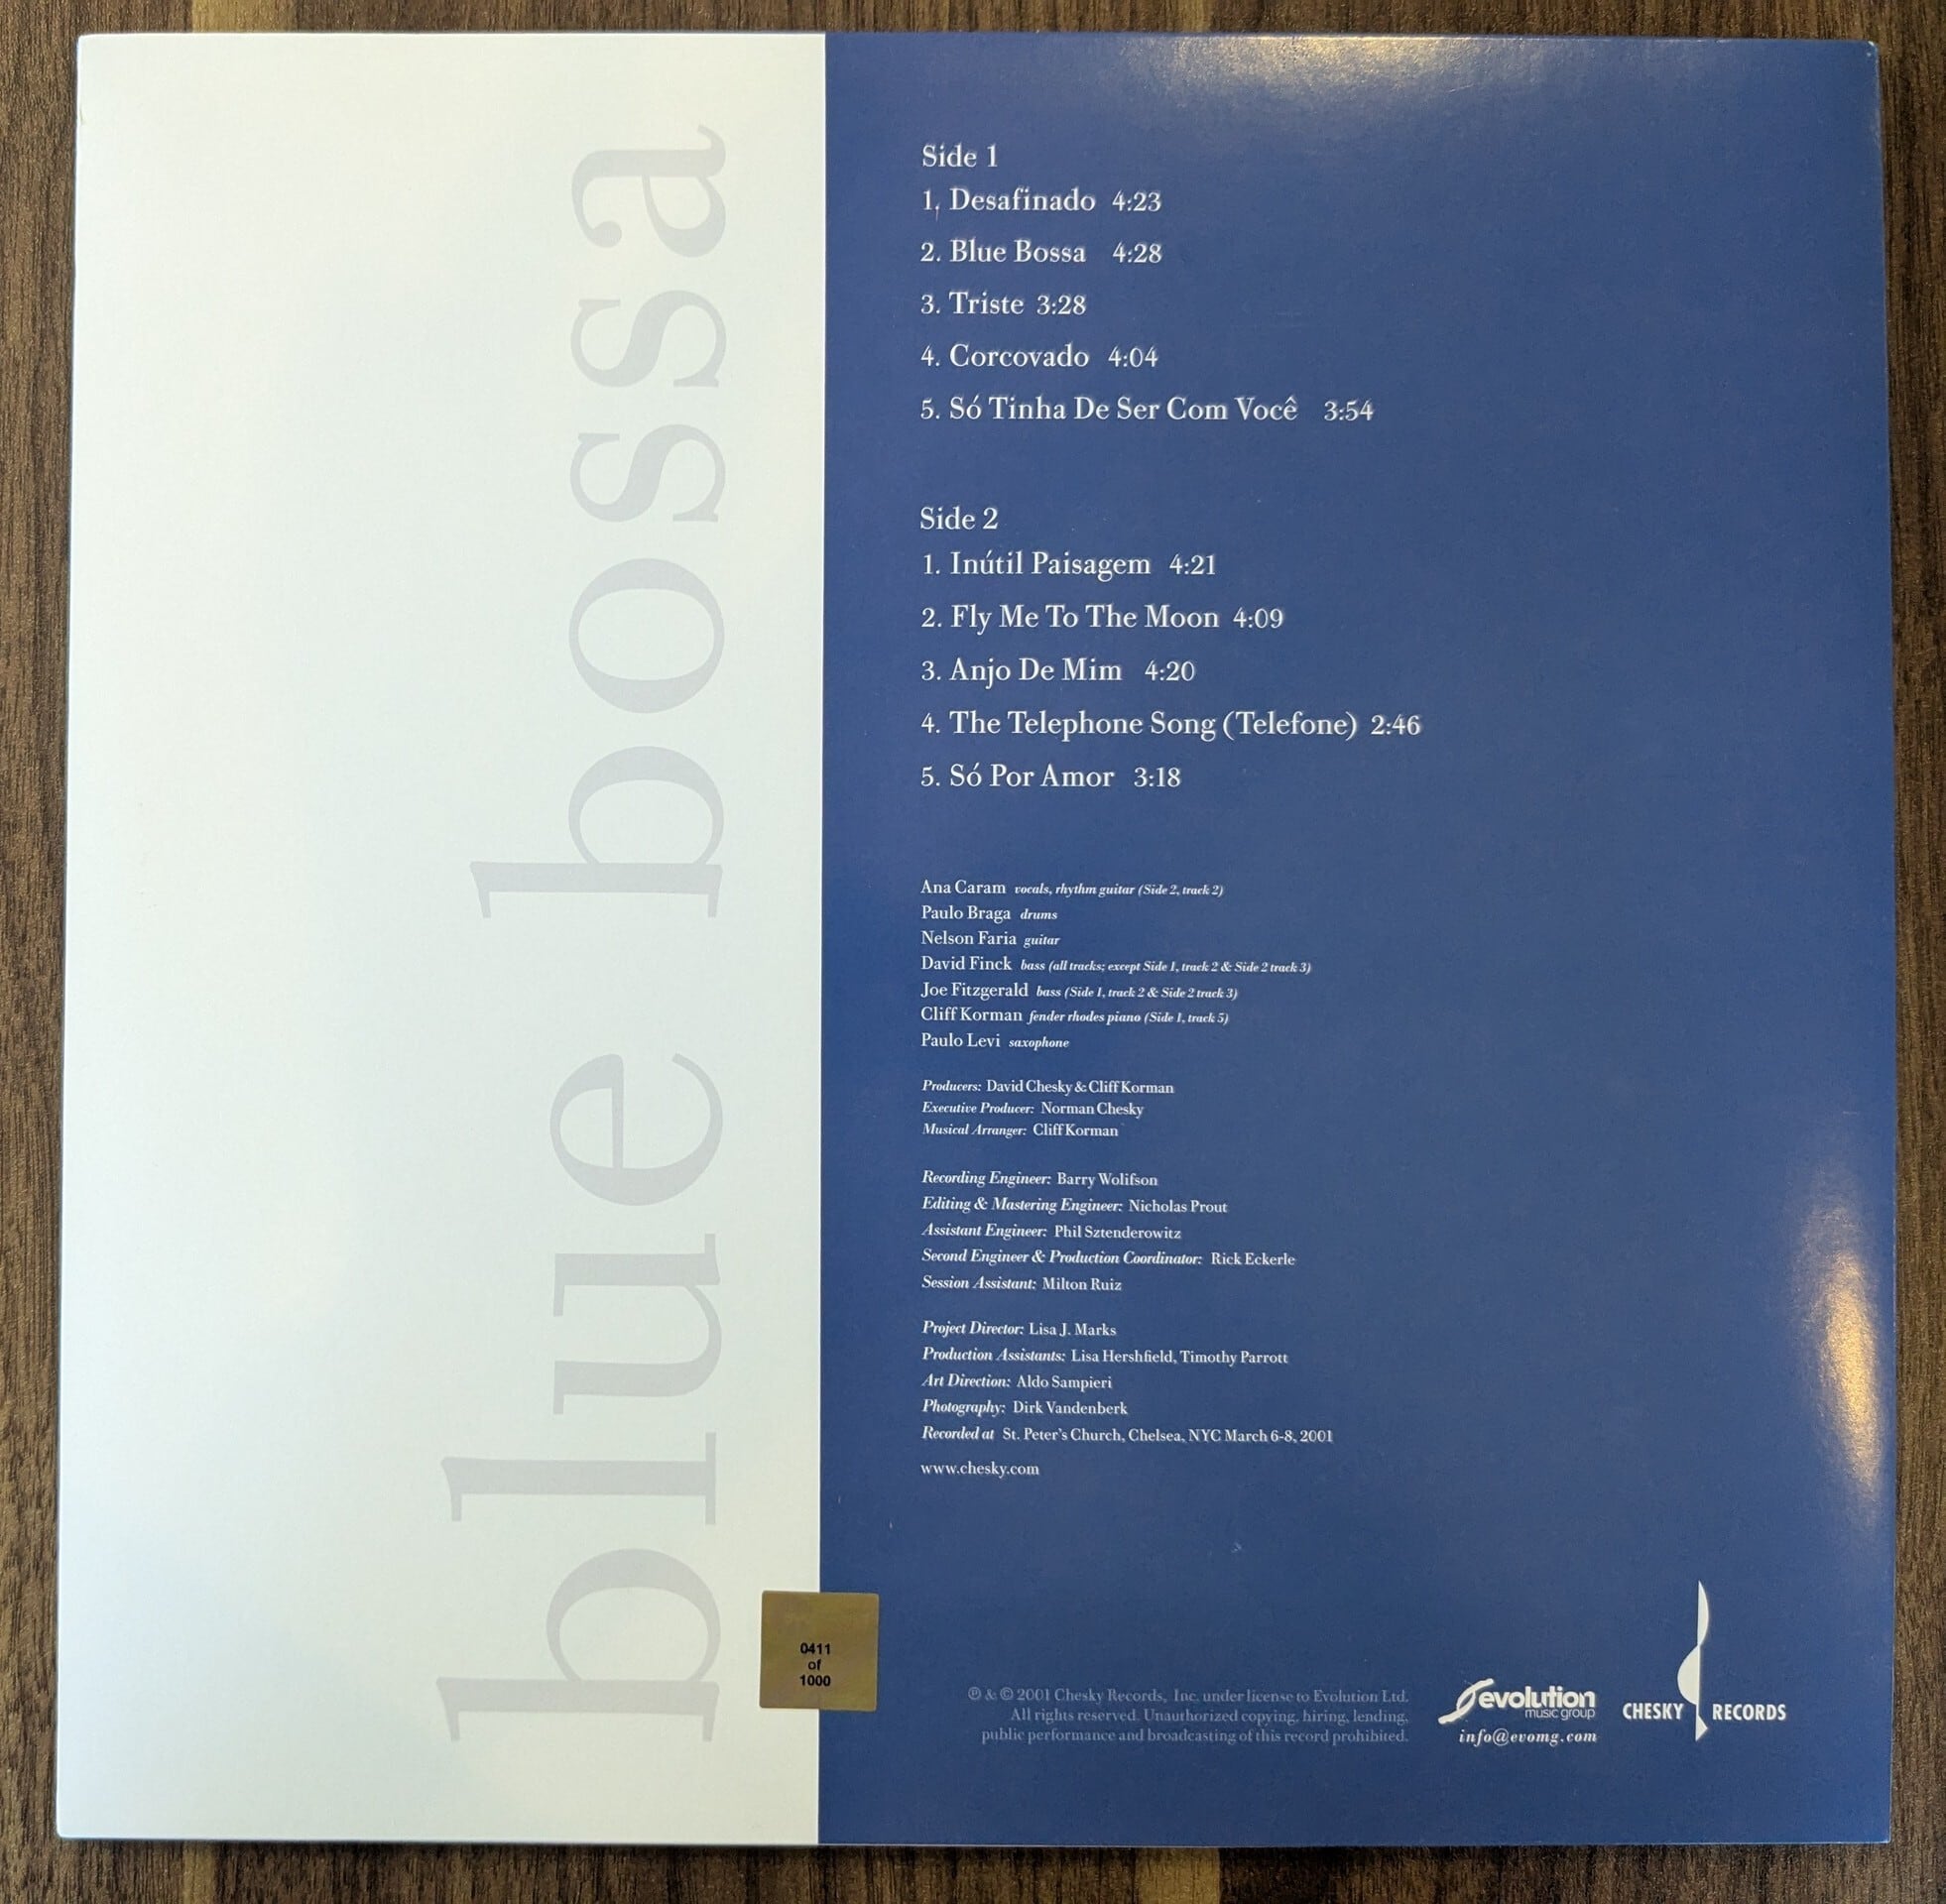 blue bossa
Side 1
1. Desafinado 4:23
2. Blue Bossa 4:28
3. Triste 3:28
4. Corcovado 4:04
5. Só Tinha De Ser Com Você 3:54
Side 2
1. Inútil Paisagem 4:21
2. Fly Me To The Moon 4:09
3. Anjo De Mim 4:20
4. The Telephone Song (Telefone) 2:46
5. Só Por Amor 3:18
Ana Caram vocals, rhythm guitar (Side 2, track 2)
Paulo Braga drums
Nelson Faria guitar
David Finck bass (all tracks; except Side 1, track 2 & Side 2 track 3)
Joe Fitzgerald bass (Side 1, track 2 & Side 2 track 3)
Cliff Korman fender rhodes piano (Side 1, track 5)
Paulo Levi saxophone
Producers: David Chesky & Cliff Korman
Executive Producer: Norman Chesky
Musical Arranger: Cliff Korman
Recording Engineer: Barry Wolifson
Editing & Mastering Engineer: Nicholas Prout
Assistant Engineer: Phil Sztenderowitz
Second Engineer & Production Coordinator: Rick Eckerle
Session Assistant: Milton Ruiz
Project Director: Lisa J. Marks
Production Assistants: Lisa Hershfield, Timothy Parrott
Art Direction: Aldo Sampieri
Photography: Dirk Vandenberk
Recorded at St. Peter's Church, Chelsea, NYC March 6-8, 2001
www.chesky.com
0411
of
1000
℗ & © 2001 Chesky Records, Inc. under license to Evolution Ltd.
All rights reserved. Unauthorized copying, hiring, lending,
public performance and broadcasting of this record prohibited.
evolution
music group
info@evomg.com
CHESKY RECORDS